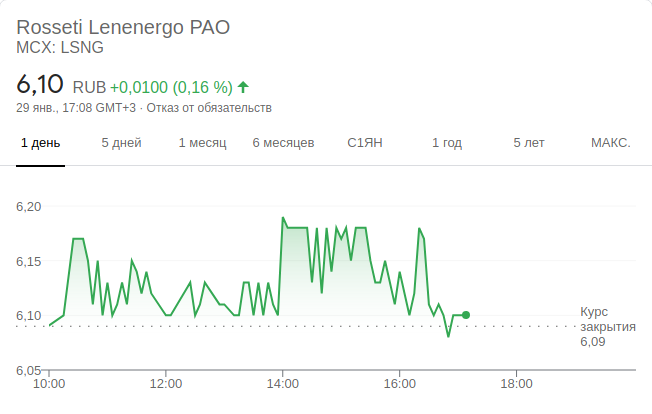 Rosseti Lenenergo PAO
MCX: LSNG
6,10 RUB +0,0100 (0,16 %)
29 янв., 17:08 GMT+3 · Отказ от обязательств
1 день 5 дней 1 месяц 6 месяцев С1ЯН 1 год 5 лет МАКС.
6,20
6,15
6,10
Курс
закрытия
6,09
6,05
10:00 12:00 14:00 16:00 18:00